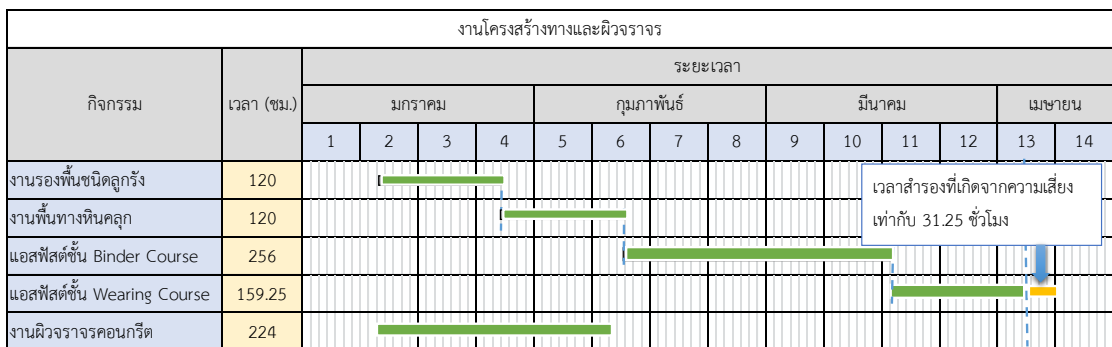 งานโครงสร้างทางและผิวจราจร
กิจกรรม เวลา (ชม.) ระยะเวลา
มกราคม กุมภาพันธ์ มีนาคม เมษายน
1 2 3 4 5 6 7 8 9 10 11 12 13 14
งานรองพื้นชนิดลูกรัง 120
งานพื้นทางหินคลุก 120
แอสฟัสต์ชั้น Binder Course 256
แอสฟัสต์ชั้น Wearing Course 159.25
งานผิวจราจรคอนกรีต 224
เวลาสำรองที่เกิดจากความเสี่ยง
เท่ากับ 31.25 ชั่วโมง